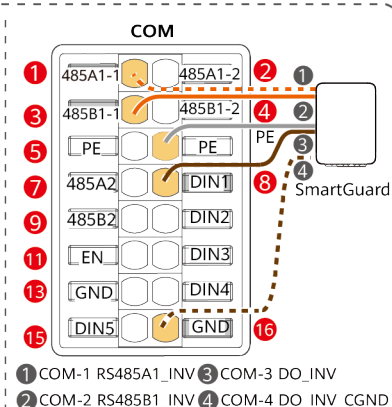 COM
1 485A1-1 485A1-2 2 1
3 485B1-1 485B1-2 4 2
5 PE PE PE 3
7 485A2 DIN1 8 4
SmartGuard
9 485B2 DIN2
11 EN DIN3
13 GND DIN4
15 DIN5 GND 16
1 COM-1 RS485A1_INV 3 COM-3 DO_INV
2 COM-2 RS485B1_INV 4 COM-4 DO_INV_CGND